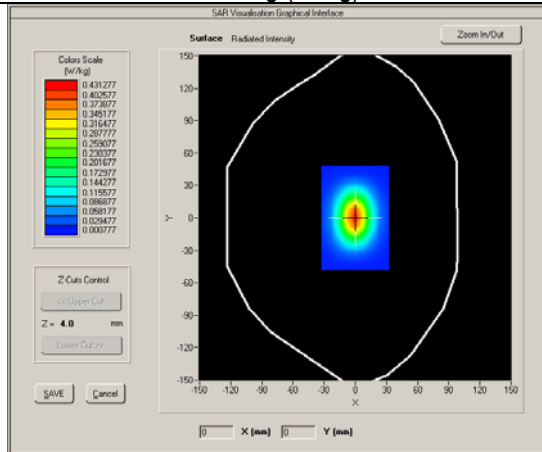 SAR Visualisation Graphical Interface
Surface Radiated Intensity
Zoom In/Out
Colors Scale
(W/kg)
0.431277
0.402577
0.373877
0.345177
0.316477
0.287777
0.259077
0.230377
0.201677
0.172977
0.144277
0.115577
0.086877
0.058177
0.029477
0.000777
150
120
90
60
30
0
-30
-60
-90
-120
-150
Y
-150 -120 -90 -60 -30 0 30 60 90 120 150
X
Z-Cuts Control
<< Upper Cut
Z = 4.0 mm
Lower Cut >>
SAVE Cancel
0 X (mm) 0 Y (mm)